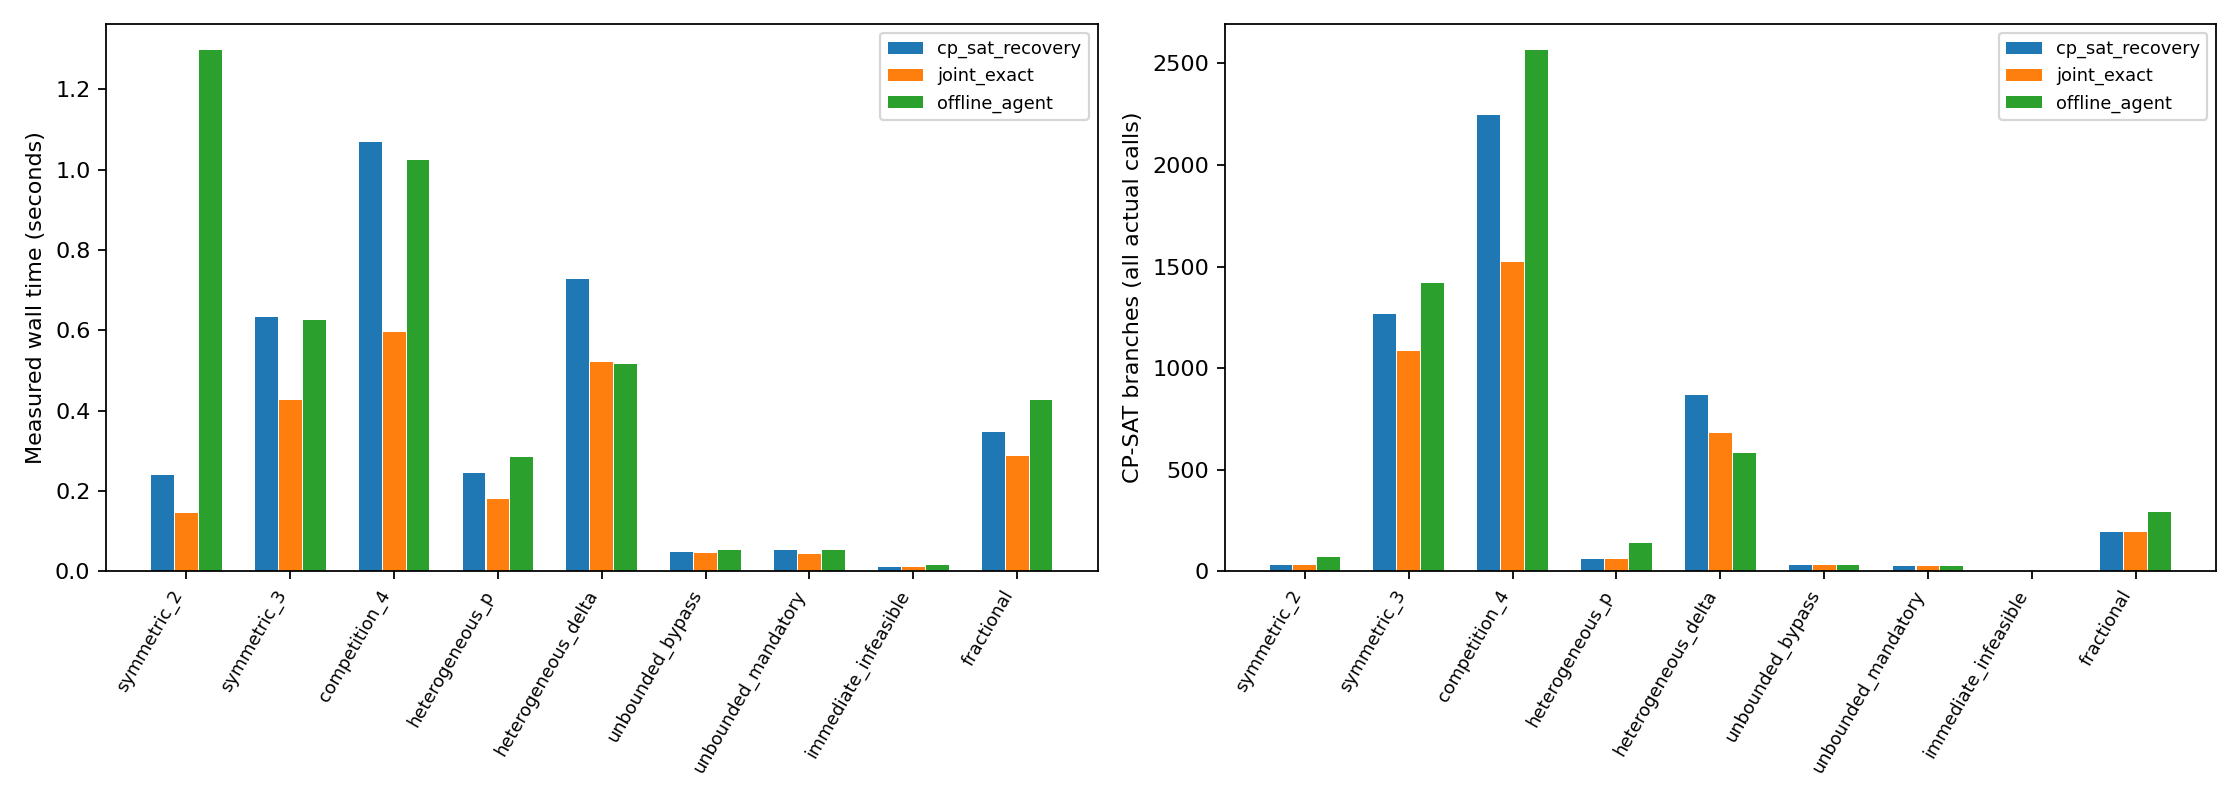 Measured wall time (seconds)
1.2
1.0
0.8
0.6
0.4
0.2
0.0
cp_sat_recovery
joint_exact
offline_agent
symmetric_2
symmetric_3
competition_4
heterogeneous_p
heterogeneous_delta
unbounded_bypass
unbounded_mandatory
immediate_infeasible
fractional
CP-SAT branches (all actual calls)
2500
2000
1500
1000
500
0
cp_sat_recovery
joint_exact
offline_agent
symmetric_2
symmetric_3
competition_4
heterogeneous_p
heterogeneous_delta
unbounded_bypass
unbounded_mandatory
immediate_infeasible
fractional